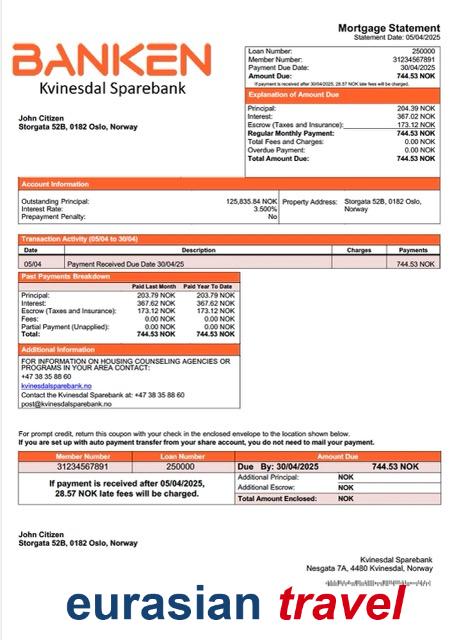 Mortgage Statement
Statement Date: 05/04/2025
BANKEN
Kvinesdal Sparebank
Loan Number: 250000
Member Number: 31234567891
Payment Due Date: 30/04/2025
Amount Due: 744.53 NOK
If payment is received after 30/04/2025, 28.57 NOK late fees will be charged.
Explanation of Amount Due
Principal: 204.39 NOK
Interest: 367.02 NOK
Escrow (Taxes and Insurance): 173.12 NOK
Regular Monthly Payment: 744.53 NOK
Total Fees and Charges: 0.00 NOK
Overdue Payment: 0.00 NOK
Total Amount Due: 744.53 NOK
John Citizen
Storgata 52B, 0182 Oslo, Norway
Account Information
Outstanding Principal: 125,835.84 NOK
Interest Rate: 3.500%
Prepayment Penalty: No
Property Address: Storgata 52B, 0182 Oslo,
Norway
Transaction Activity (05/04 to 30/04)
Date Description Charges Payments
05/04 Payment Received Due Date 30/04/25 744.53 NOK
Past Payments Breakdown
Paid Last Month Paid Year To Date
Principal: 203.79 NOK 203.79 NOK
Interest: 367.62 NOK 367.62 NOK
Escrow (Taxes and Insurance): 173.12 NOK 173.12 NOK
Fees: 0.00 NOK 0.00 NOK
Partial Payment (Unapplied): 0.00 NOK 0.00 NOK
Total: 744.53 NOK 744.53 NOK
Additional Information
FOR INFORMATION ON HOUSING COUNSELING AGENCIES OR
PROGRAMS IN YOUR AREA CONTACT:
+47 38 35 88 60
kvinesdalsparebank.no
Contact the Kvinesdal Sparebank at: +47 38 35 88 60
post@kvinesdalsparebank.no
For prompt credit, return this coupon with your check in the enclosed envelope to the location shown below.
If you are set up with auto payment transfer from your share account, you do not need to mail your payment.
Member Number Loan Number Amount Due
31234567891 250000 Due By: 30/04/2025 744.53 NOK
If payment is received after 05/04/2025,
28.57 NOK late fees will be charged.
Additional Principal: NOK
Additional Escrow: NOK
Total Amount Enclosed: NOK
John Citizen
Storgata 52B, 0182 Oslo, Norway
Kvinesdal Sparebank
Nesgata 7A, 4480 Kvinesdal, Norway
eurasian travel